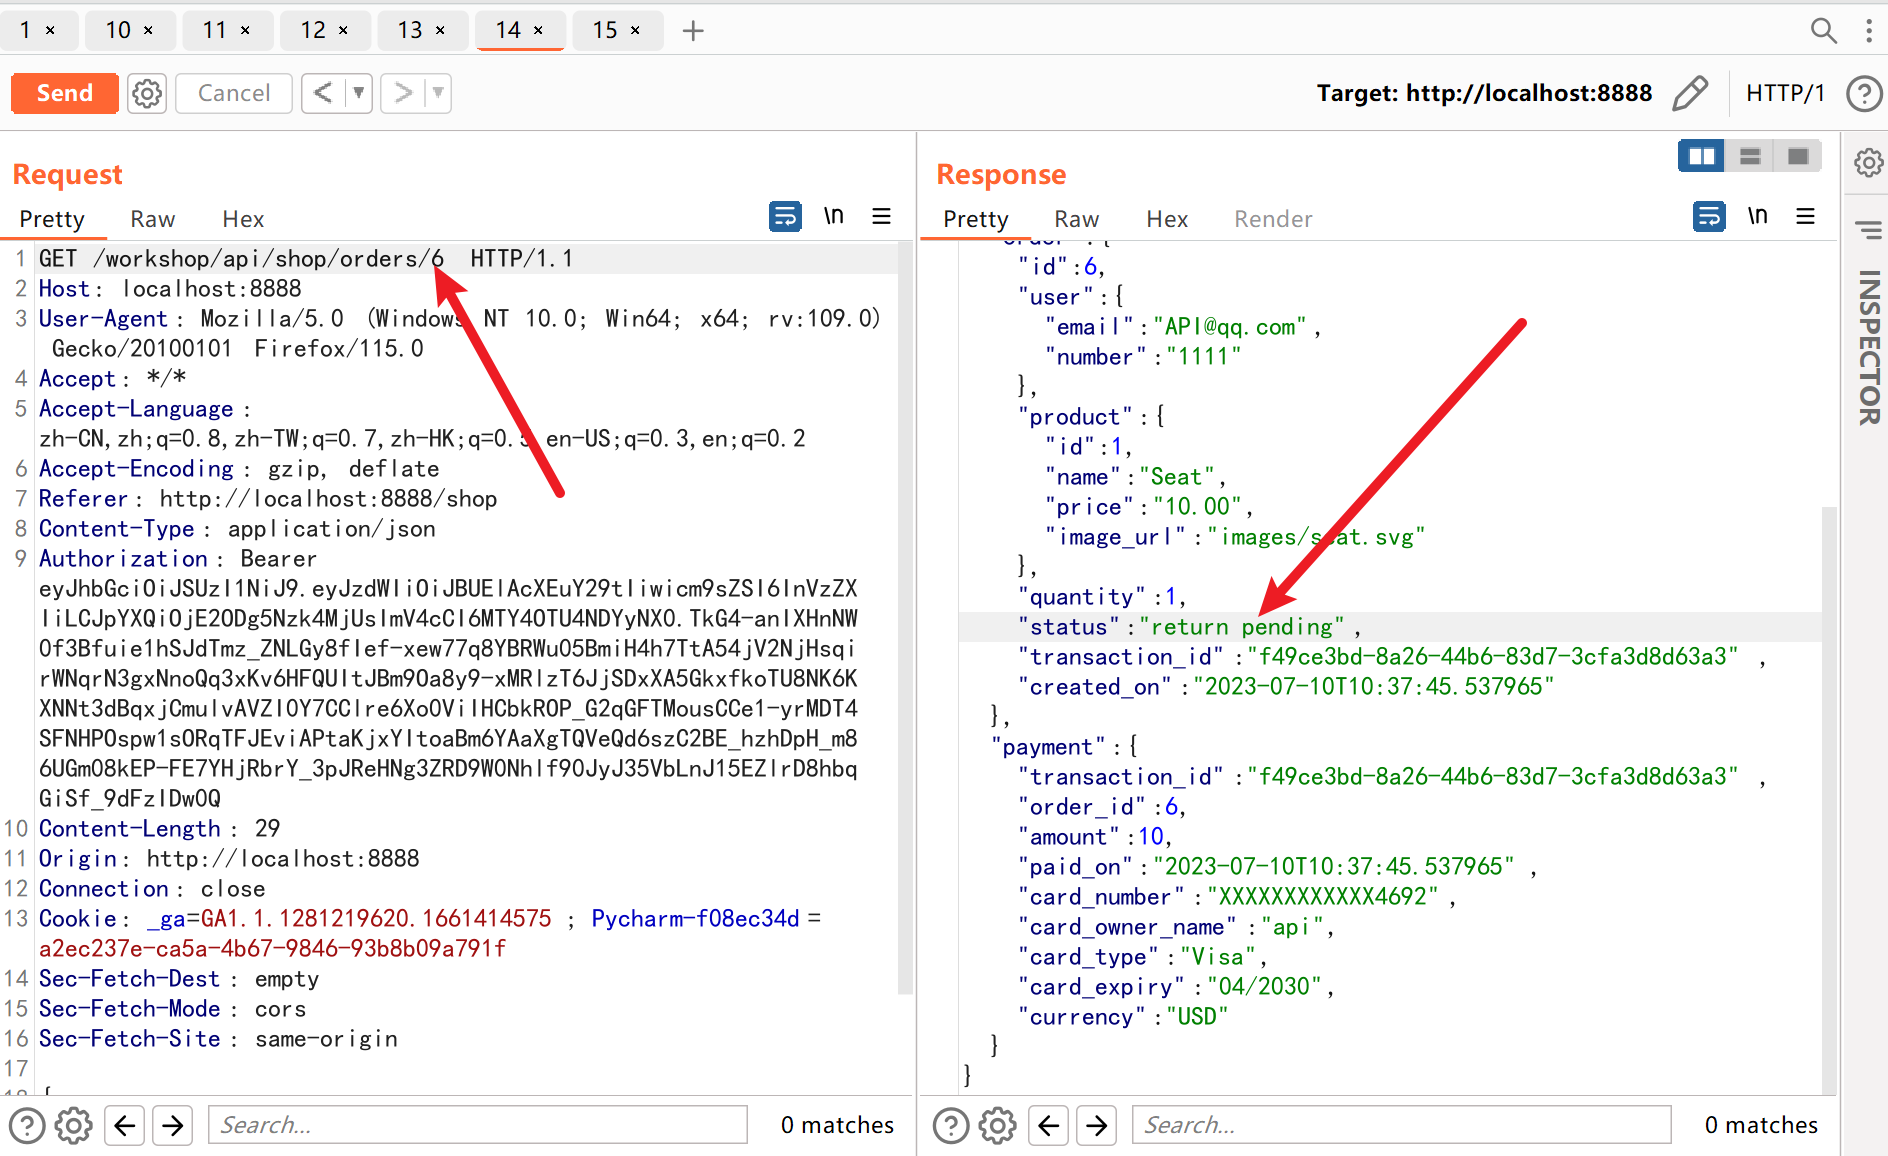 1 × 10 × 11 × 12 × 13 × 14 × 15 × +
Send Cancel < > Target: http://localhost:8888 HTTP/1 ?
Request
Pretty Raw Hex \n
1 GET /workshop/api/shop/orders/6 HTTP/1.1
2 Host: localhost:8888
3 User-Agent: Mozilla/5.0 (Windows NT 10.0; Win64; x64; rv:109.0)
Gecko/20100101 Firefox/115.0
4 Accept: */*
5 Accept-Language:
zh-CN,zh;q=0.8,zh-TW;q=0.7,zh-HK;q=0.5,en-US;q=0.3,en;q=0.2
6 Accept-Encoding: gzip, deflate
7 Referer: http://localhost:8888/shop
8 Content-Type: application/json
9 Authorization: Bearer
eyJhbGciOiJSUzI1NiJ9.eyJzdWIiOiJBUElAcXEuY29tIiwicm9sZSI6InVzZX
IiLCJpYXQiOjE2ODg5Nzk4MjUsImV4cCI6MTY4OTU4NDYyNX0.TkG4-anIXHnNW
Of3Bfuie1hSJdTmz_ZNLGy8fIef-xew77q8YBRWu05BmiH4h7TtA54jV2NjHsqi
rWNqrN3gxNnoQq3xKv6HFQUItJBm90a8y9-xMRIzT6JjSDxXA5GkxfkoTU8NK6K
XNNt3dBqxjCmuIvAVZI0Y7CCIre6Xo0ViIHCbkROP_G2qGFTMousCCe1-yrMDT4
SFNHPOspw1sORqTFJEviAPtaKjxYItoaBm6YAaXgTQVeQd6szC2BE_hzhDpH_m8
6UGmO8kEP-FE7YHjRbrY_3pJReHNg3ZRD9W0NhIf90JyJ35VbLnJ15EZIrD8hbq
GiSf_9dFzIDw0Q
10 Content-Length: 29
11 Origin: http://localhost:8888
12 Connection: close
13 Cookie: _ga=GA1.1.1281219620.1661414575; Pycharm-f08ec34d=
a2ec237e-ca5a-4b67-9846-93b8b09a791f
14 Sec-Fetch-Dest: empty
15 Sec-Fetch-Mode: cors
16 Sec-Fetch-Site: same-origin
17
Search... 0 matches
Response
Pretty Raw Hex Render \n
"order":{
"id":6,
"user":{
"email":"API@qq.com",
"number":"1111"
},
"product":{
"id":1,
"name":"Seat",
"price":"10.00",
"image_url":"images/seat.svg"
},
"quantity":1,
"status":"return pending",
"transaction_id":"f49ce3bd-8a26-44b6-83d7-3cfa3d8d63a3",
"created_on":"2023-07-10T10:37:45.537965"
},
"payment":{
"transaction_id":"f49ce3bd-8a26-44b6-83d7-3cfa3d8d63a3",
"order_id":6,
"amount":10,
"paid_on":"2023-07-10T10:37:45.537965",
"card_number":"XXXXXXXXXXXX4692",
"card_owner_name":"api",
"card_type":"Visa",
"card_expiry":"04/2030",
"currency":"USD"
}
}
Search... 0 matches
INSPECTOR